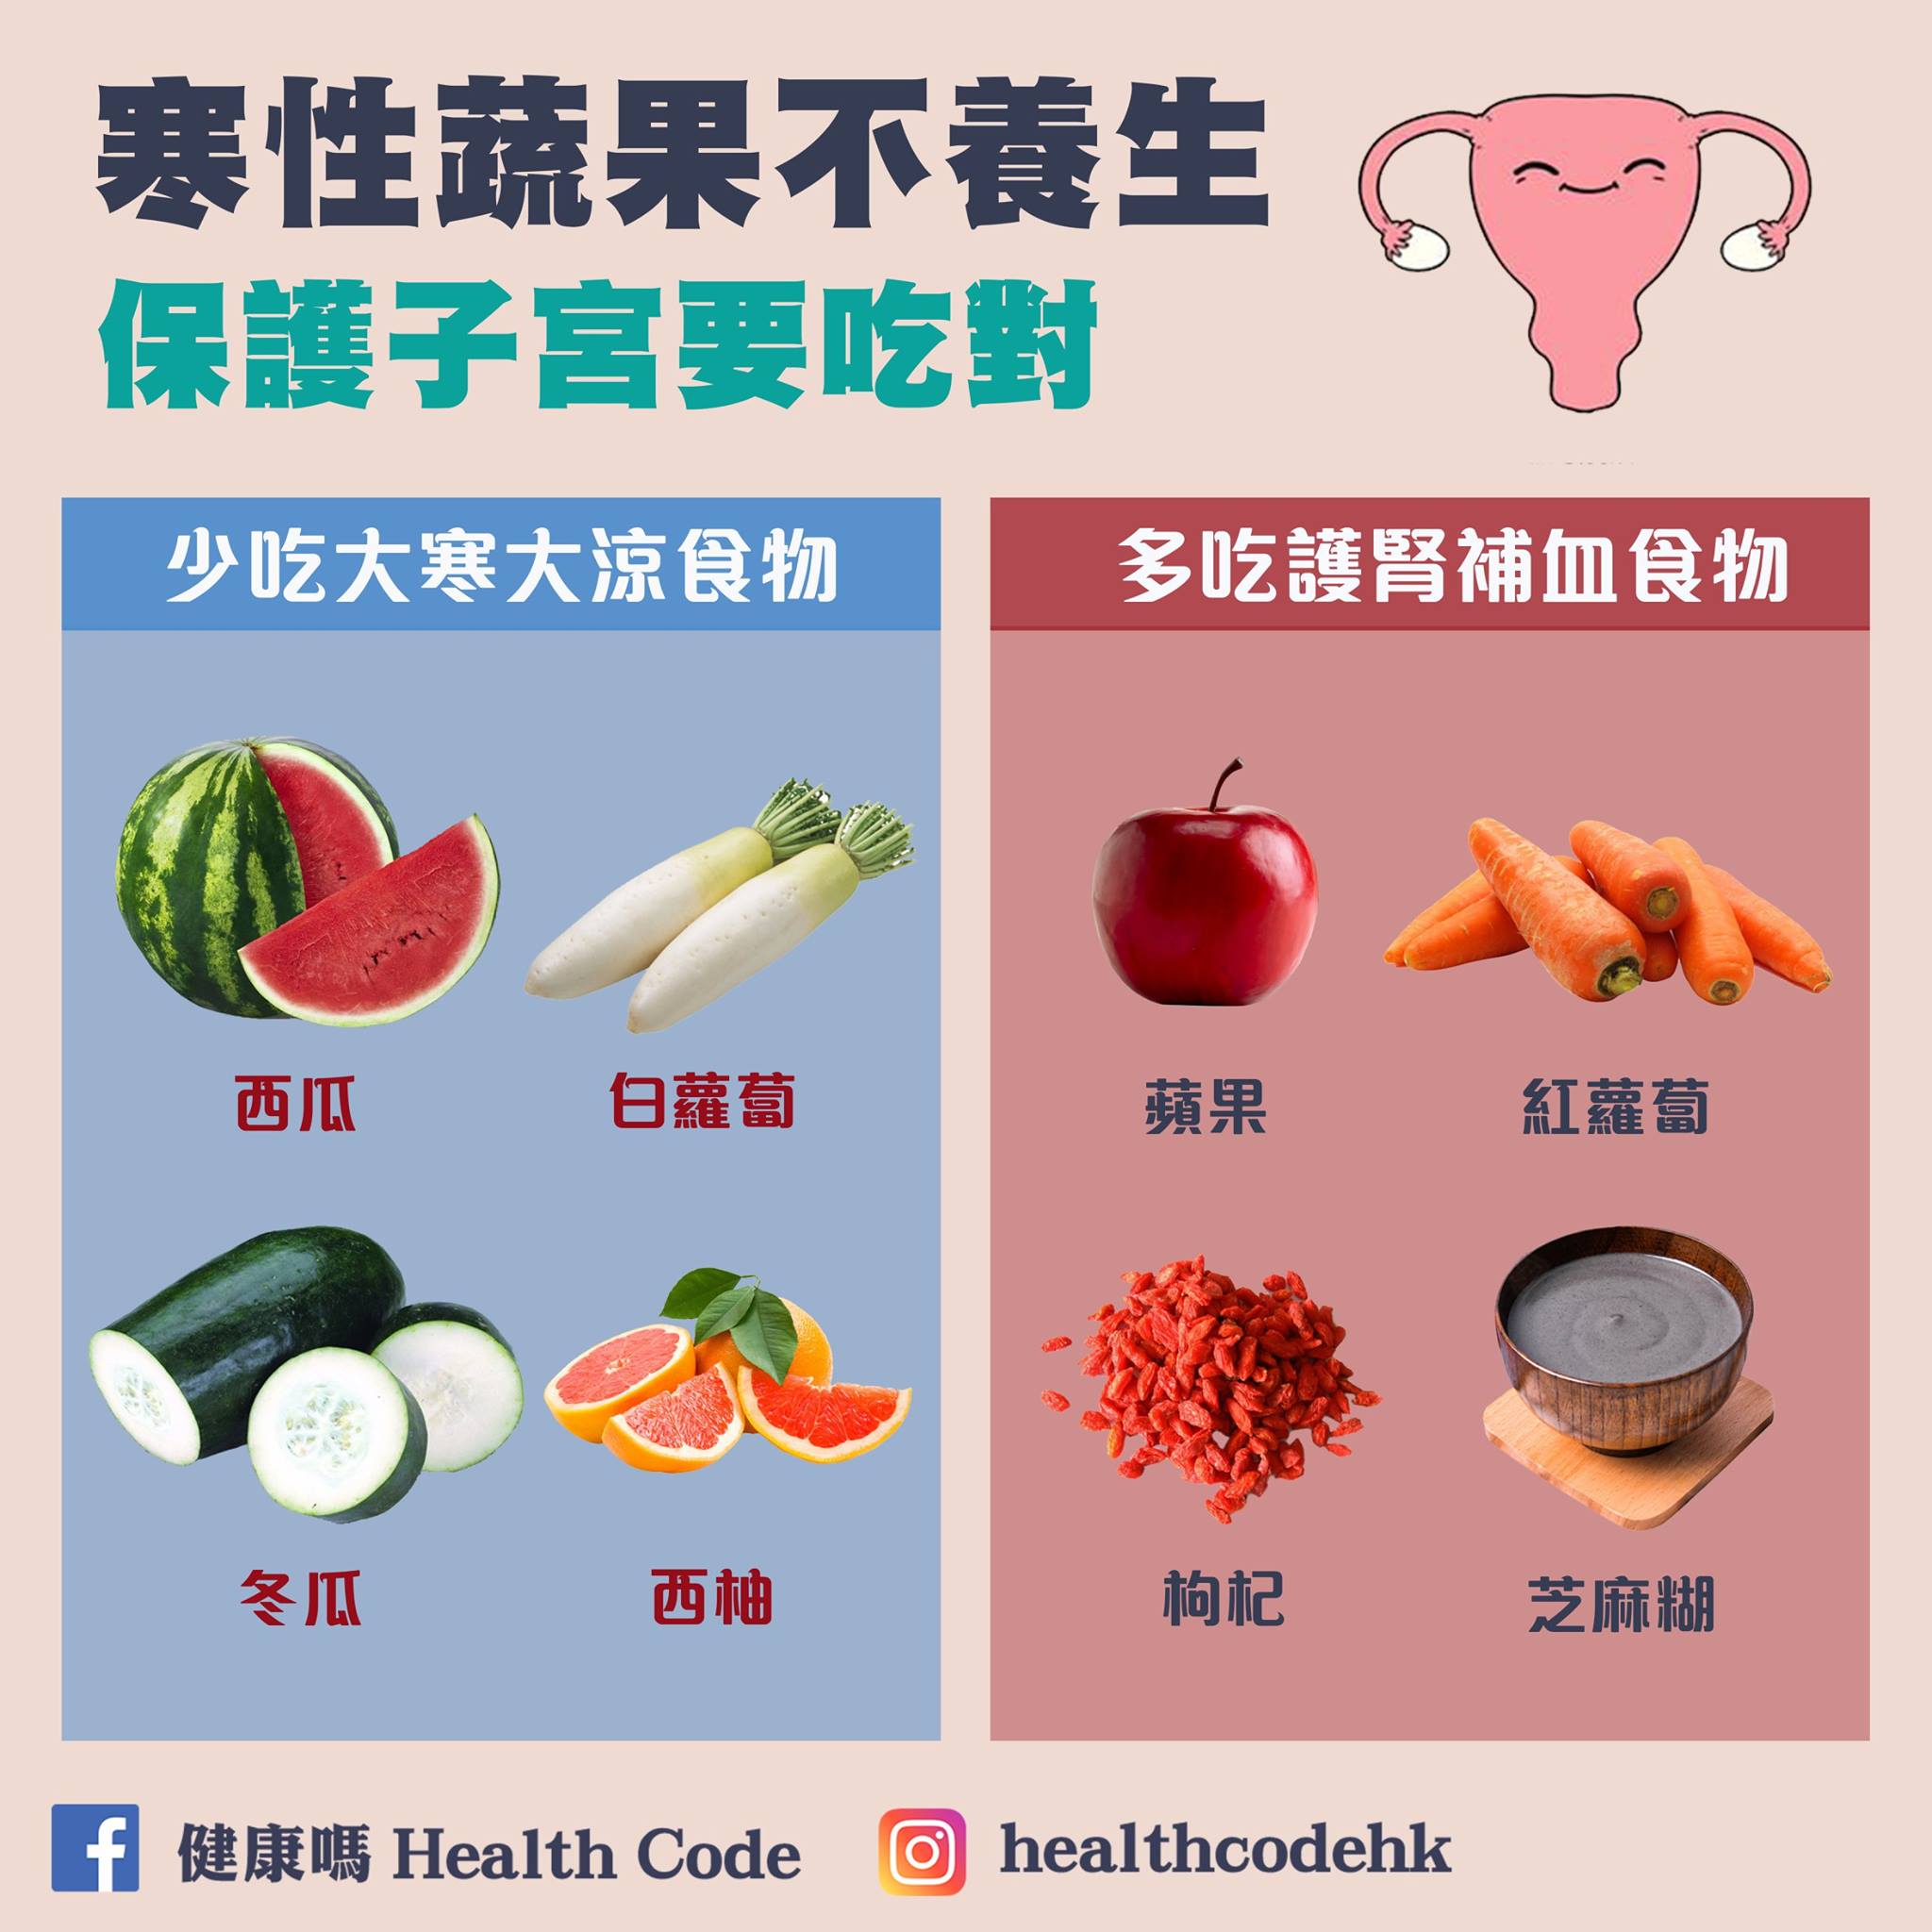 寒性蔬果不養生
保護子宮要吃對
少吃大寒大涼食物
西瓜
白蘿蔔
冬瓜
西柚
多吃護腎補血食物
蘋果
紅蘿蔔
枸杞
芝麻糊
健康嗎 Health Code
healthcodehk